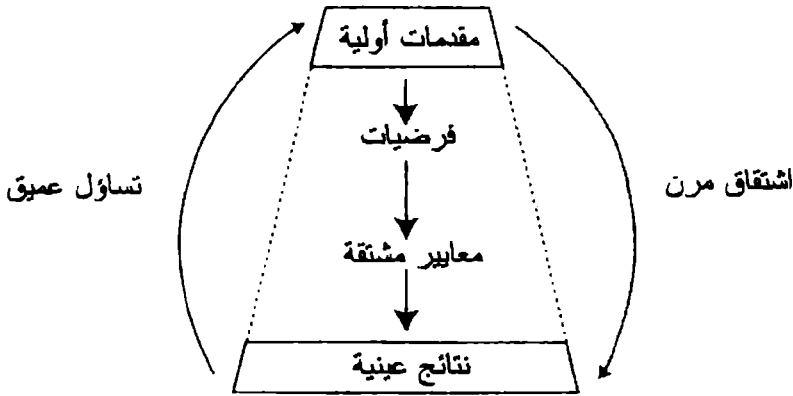 مقدمات أولية
فرضيات
اشتقاق مرن
تساؤل عميق
معايير مشتقة
نتائج عينية